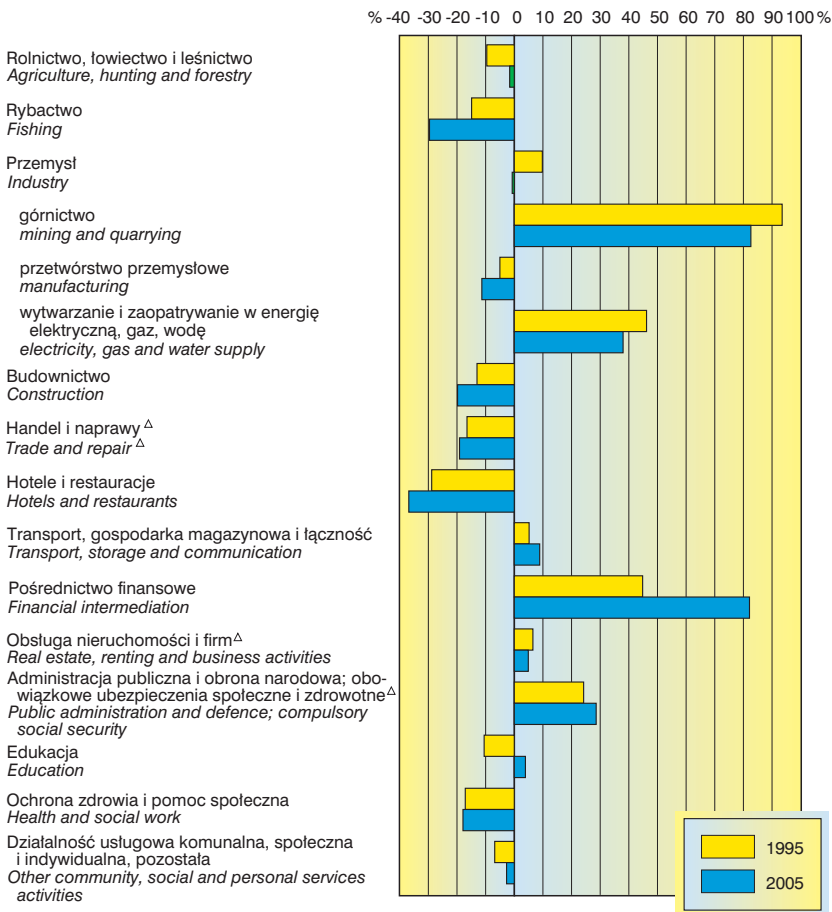 % -40 -30 -20 -10 0 10 20 30 40 50 60 70 80 90 100 %
Rolnictwo, łowiectwo i leśnictwo
Agriculture, hunting and forestry
Rybactwo
Fishing
Przemysł
Industry
górnictwo
mining and quarrying
przetwórstwo przemysłowe
manufacturing
wytwarzanie i zaopatrywanie w energię
elektryczną, gaz, wodę
electricity, gas and water supply
Budownictwo
Construction
Handel i naprawy Δ
Trade and repair Δ
Hotele i restauracje
Hotels and restaurants
Transport, gospodarka magazynowa i łączność
Transport, storage and communication
Pośrednictwo finansowe
Financial intermediation
Obsługa nieruchomości i firm Δ
Real estate, renting and business activities
Administracja publiczna i obrona narodowa; obo-
wiązkowe ubezpieczenia społeczne i zdrowotne Δ
Public administration and defence; compulsory
social security
Edukacja
Education
Ochrona zdrowia i pomoc społeczna
Health and social work
Działalność usługowa komunalna, społeczna
i indywidualna, pozostała
Other community, social and personal services
activities
1995
2005